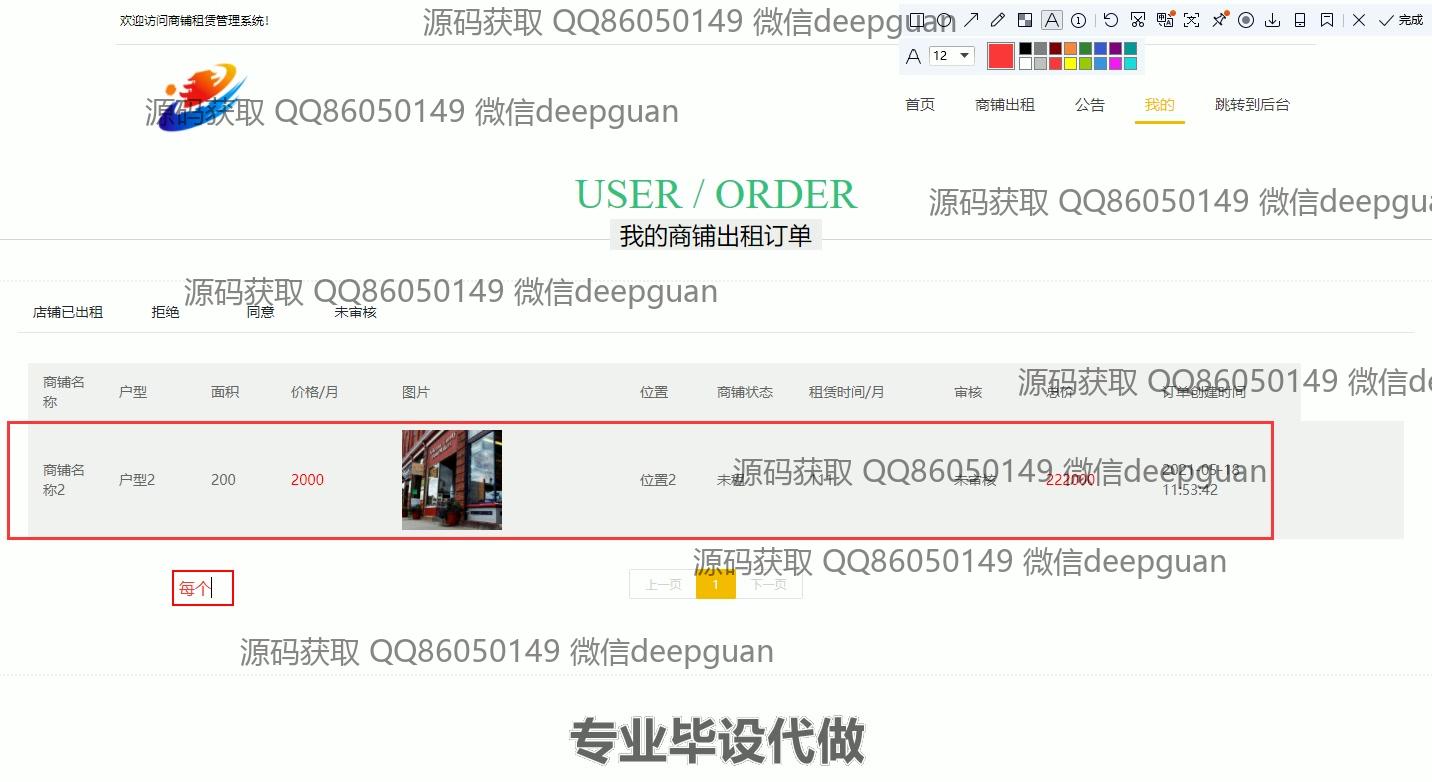 欢迎访问商铺租赁管理系统!
源码获取 QQ86050149 微信deepguan
12
完成
源码获取 QQ86050149 微信deepguan
首页 商铺出租 公告 我的 跳转到后台
USER / ORDER
源码获取 QQ86050149 微信deepgua
我的商铺出租订单
源码获取 QQ86050149 微信deepguan
店铺已出租 拒绝 同意 未审核
商铺名称 户型 面积 价格/月 图片 位置 商铺状态 租赁时间/月 审核 总价 订单创建时间
源码获取 QQ86050149 微信de
商铺名称2 户型2 200 2000 位置2 未租 未审核 222000 2021-05-18 11:53:42
源码获取 QQ86050149 微信deepguan
源码获取 QQ86050149 微信deepguan
每个
上一页 1 下一页
源码获取 QQ86050149 微信deepguan
专业毕设代做